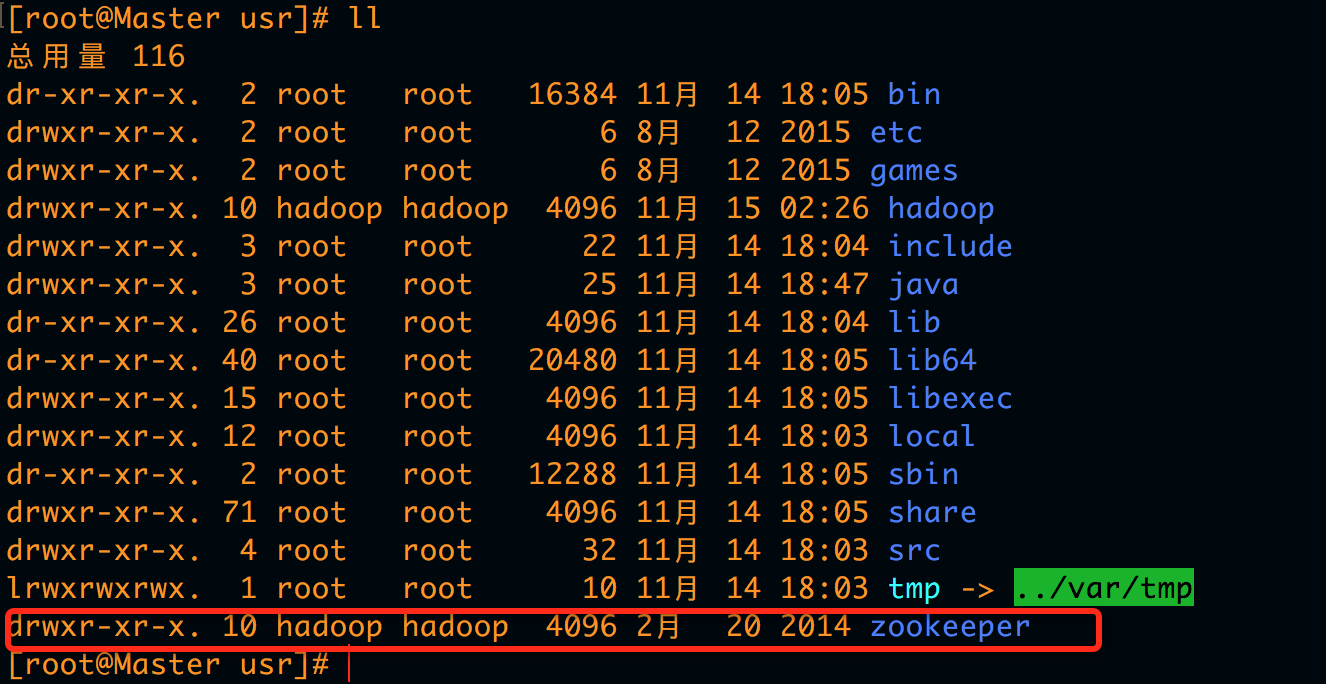 [root@Master usr]# ll
总用量 116
dr-xr-xr-x.  2 root   root   16384 11月  14 18:05 bin
drwxr-xr-x.  2 root   root       6 8月   12 2015 etc
drwxr-xr-x.  2 root   root       6 8月   12 2015 games
drwxr-xr-x. 10 hadoop hadoop  4096 11月  15 02:26 hadoop
drwxr-xr-x.  3 root   root      22 11月  14 18:04 include
drwxr-xr-x.  3 root   root      25 11月  14 18:47 java
dr-xr-xr-x. 26 root   root    4096 11月  14 18:04 lib
dr-xr-xr-x. 40 root   root   20480 11月  14 18:05 lib64
drwxr-xr-x. 15 root   root    4096 11月  14 18:05 libexec
drwxr-xr-x. 12 root   root    4096 11月  14 18:03 local
dr-xr-xr-x.  2 root   root   12288 11月  14 18:05 sbin
drwxr-xr-x. 71 root   root    4096 11月  14 18:05 share
drwxr-xr-x.  4 root   root      32 11月  14 18:03 src
lrwxrwxrwx.  1 root   root      10 11月  14 18:03 tmp -> ../var/tmp
drwxr-xr-x. 10 hadoop hadoop  4096 2月   20 2014 zookeeper
[root@Master usr]#